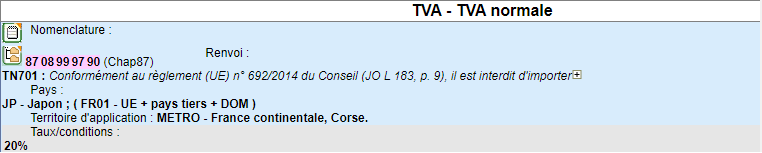 TVA - TVA normale
Nomenclature :
Renvoi :
87 08 99 97 90 (Chap87)
TN701 : Conformément au règlement (UE) n° 692/2014 du Conseil (JO L 183, p. 9), il est interdit d'importer
Pays :
JP - Japon ; ( FR01 - UE + pays tiers + DOM )
Territoire d'application : METRO - France continentale, Corse.
Taux/conditions :
20%